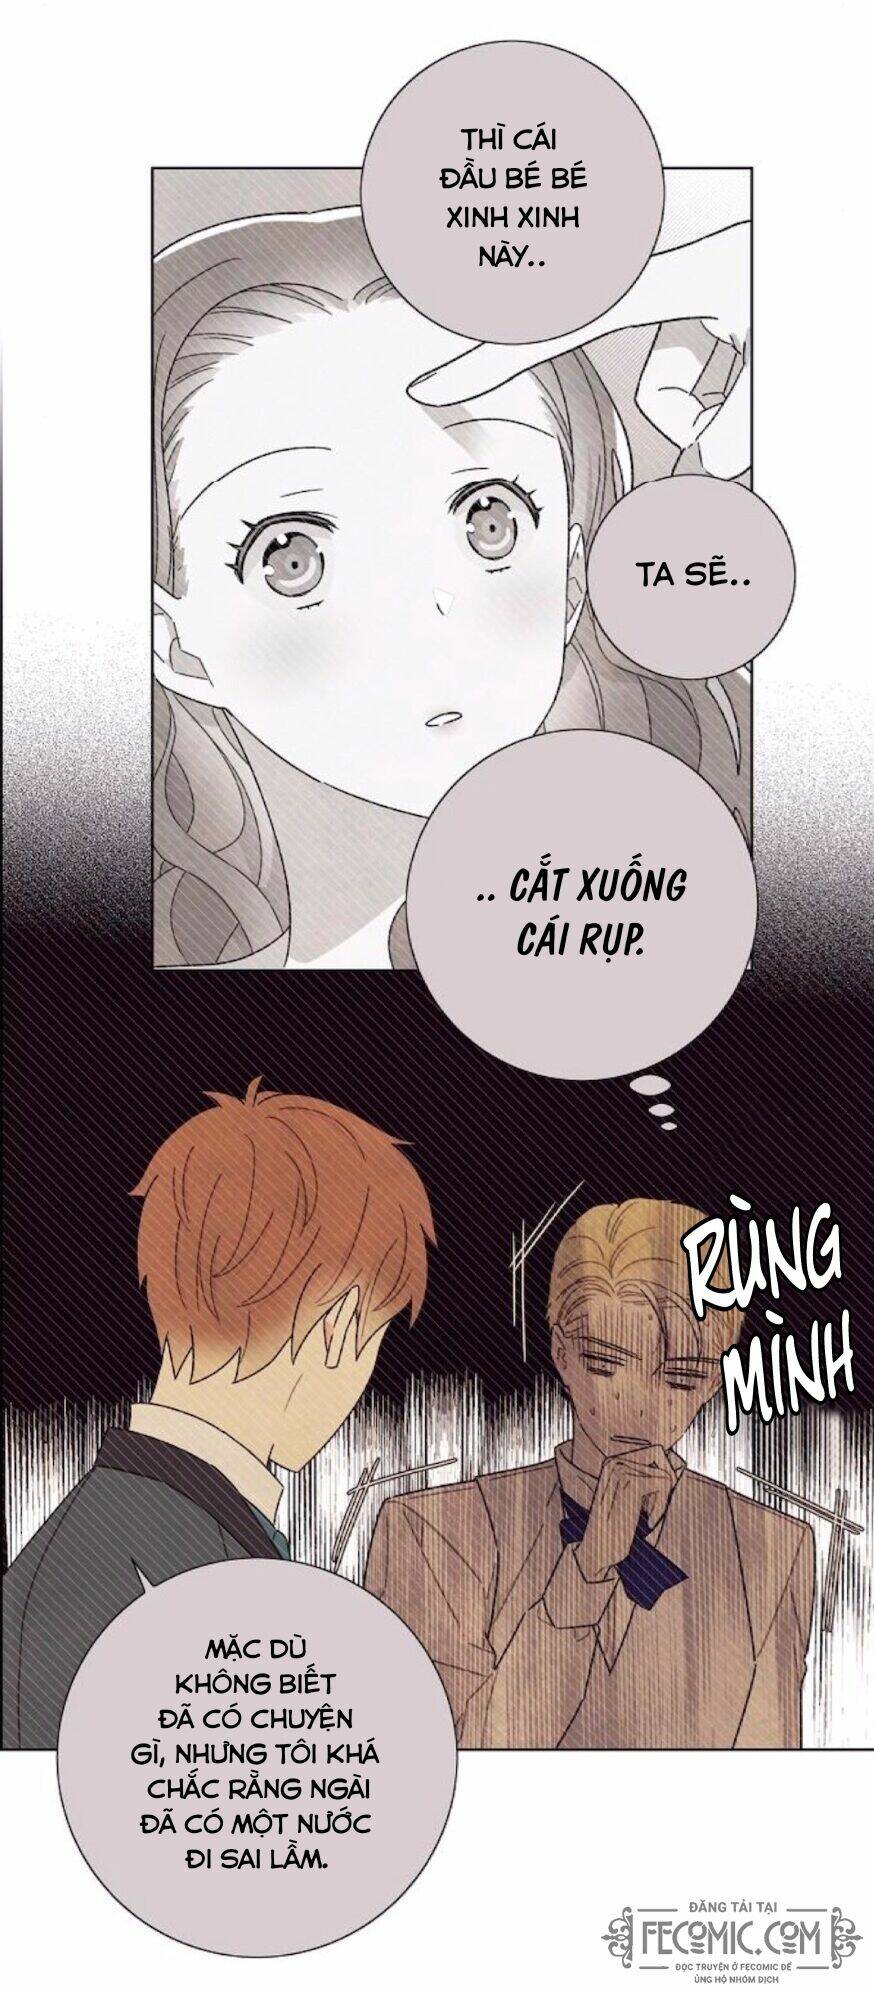 THÌ CÁI
ĐẦU BÉ BÉ
XINH XINH
NÀY..
TA SẼ..
.. CẮT XUỐNG
CÁI RỤP.
RÙNG
MÌNH
MẶC DÙ
KHÔNG BIẾT
ĐÃ CÓ CHUYỆN
GÌ, NHƯNG TÔI KHÁ
CHẮC RẰNG NGÀI
ĐÃ CÓ MỘT NƯỚC
ĐI SAI LẦM.
ĐĂNG TẢI TẠI
FECOMIC.COM
ĐỌC TRUYỆN Ở FECOMIC ĐỂ
ỦNG HỘ NHÓM DỊCH